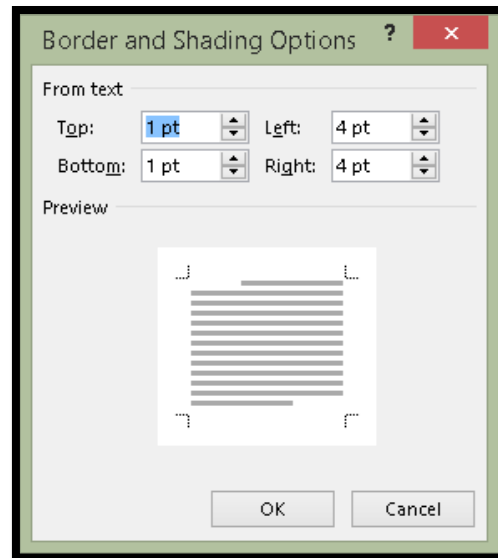 Border and Shading Options ? ×
From text
Top: 1 pt Left: 4 pt
Bottom: 1 pt Right: 4 pt
Preview
OK Cancel